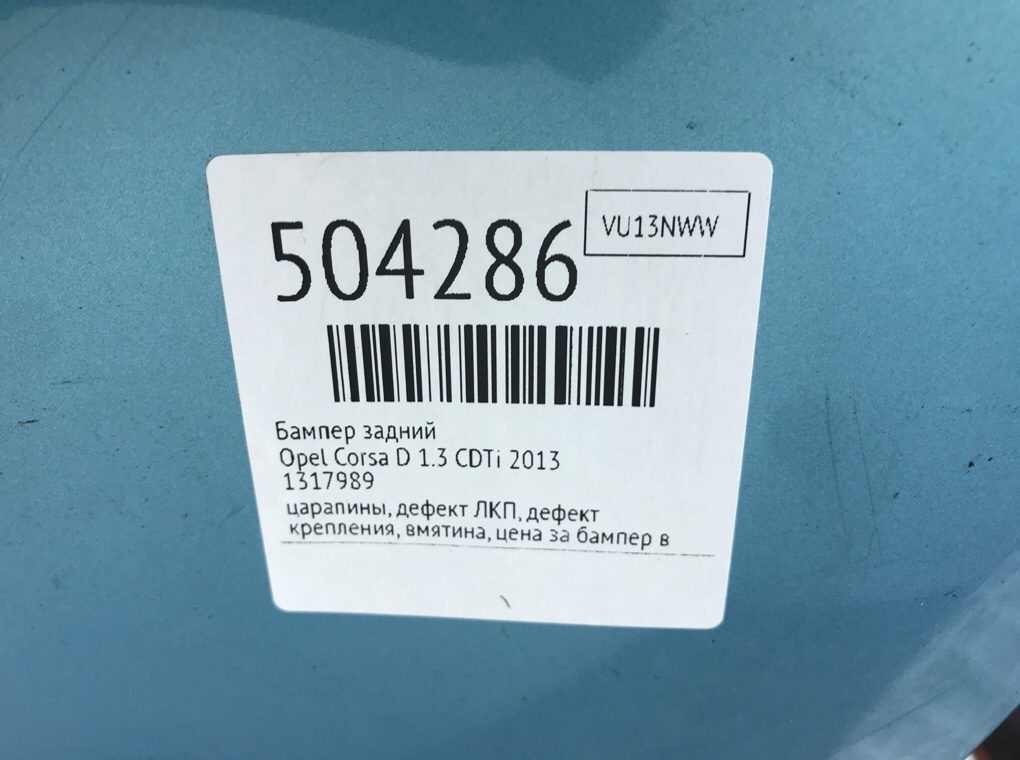 504286
VU13NWW
Бампер задний
Opel Corsa D 1.3 CDTi 2013
1317989
царапины, дефект ЛКП, дефект
крепления, вмятина, цена за бампер в